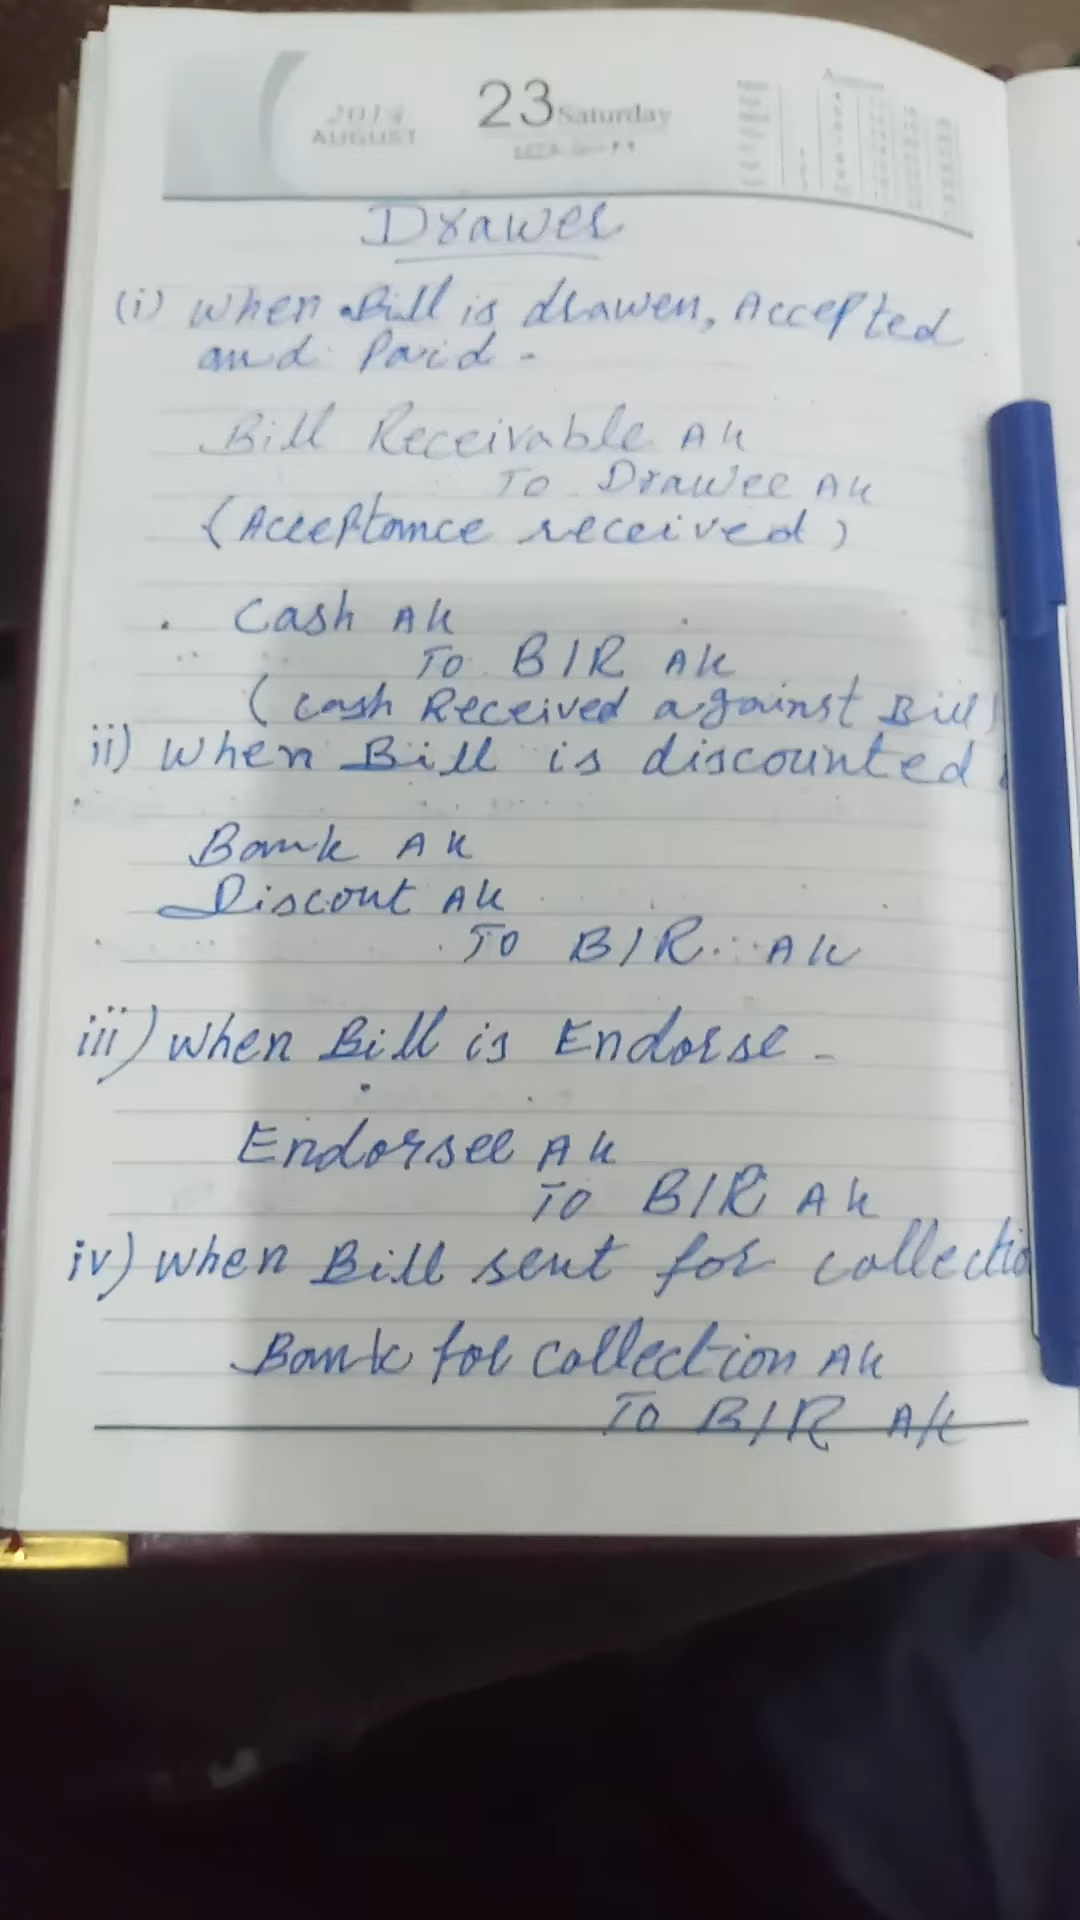 2014
AUGUST
23 Saturday
August
Drawer
(i) When Bill is drawen, Accepted
and Paid -
Bill Receivable A/c
To Drawee A/c
(Acceptance received)
Cash A/c
To B/R A/c
(Cash Received against Bill)
ii) When Bill is discounted
Bank A/c
Discout A/c
To B/R A/c
iii) When Bill is Endorse -
Endorsee A/c
To B/R A/c
iv) When Bill sent for collectio
Bank for collection A/c
To B/R A/c